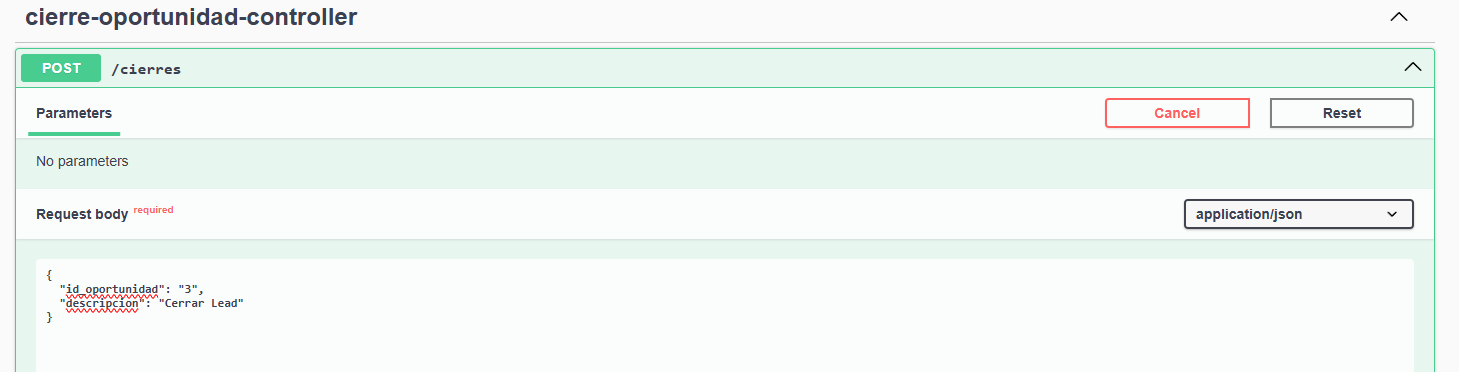 cierre-oportunidad-controller
POST /cierres
Parameters Cancel Reset
No parameters
Request body required application/json
{
"id_oportunidad": "3",
"descripcion": "Cerrar Lead"
}